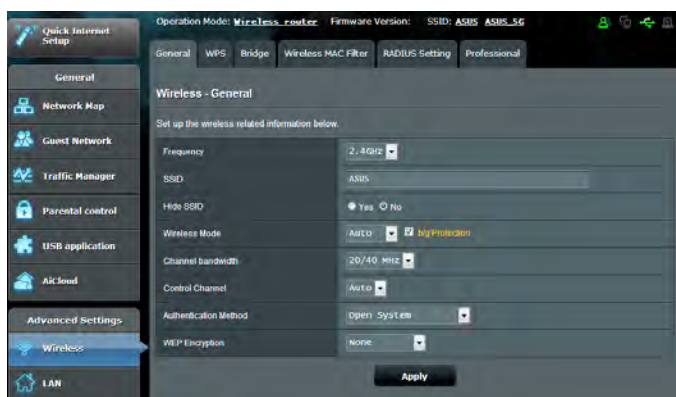 Quick Internet Setup
Operation Mode: Wireless router Firmware Version: SSID: ASUS ASUS_5G
General WPS Bridge Wireless MAC Filter RADIUS Setting Professional
General
Network Map
Guest Network
Traffic Manager
Parental control
USB application
AiCloud
Advanced Settings
Wireless
LAN
Wireless - General
Set up the wireless related information below.
Frequency 2.4GHz
SSID ASUS
Hide SSID Yes No
Wireless Mode Auto b/g Protection
Channel bandwidth 20/40 MHz
Control Channel Auto
Authentication Method Open System
WEP Encryption None
Apply